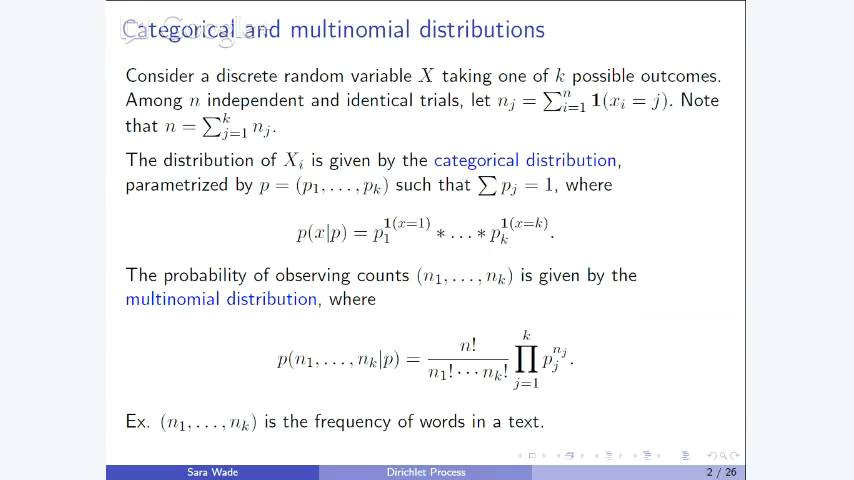 Categorical and multinomial distributions
Consider a discrete random variable X taking one of k possible outcomes.
Among n independent and identical trials, let n_j = ∑_{i=1}^{n} 1(x_i = j). Note
that n = ∑_{j=1}^{k} n_j.
The distribution of X_i is given by the categorical distribution,
parametrized by p = (p_1, . . . , p_k) such that ∑ p_j = 1, where
p(x|p) = p_1^{1(x=1)} * . . . * p_k^{1(x=k)}.
The probability of observing counts (n_1, . . . , n_k) is given by the
multinomial distribution, where
p(n_1, . . . , n_k|p) = \frac{n!}{n_1! · · · n_k!} ∏_{j=1}^{k} p_j^{n_j}.
Ex. (n_1, . . . , n_k) is the frequency of words in a text.
Sara Wade Dirichlet Process 2 / 26